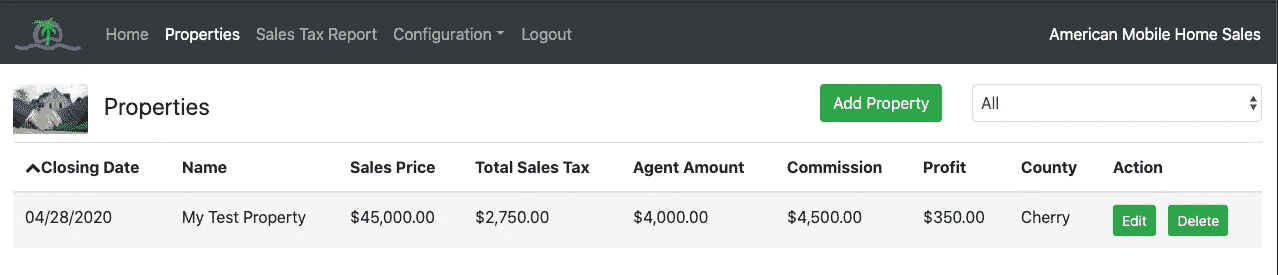 Home Properties Sales Tax Report Configuration Logout American Mobile Home Sales
Properties Add Property All
Closing Date Name Sales Price Total Sales Tax Agent Amount Commission Profit County Action
04/28/2020 My Test Property $45,000.00 $2,750.00 $4,000.00 $4,500.00 $350.00 Cherry Edit Delete